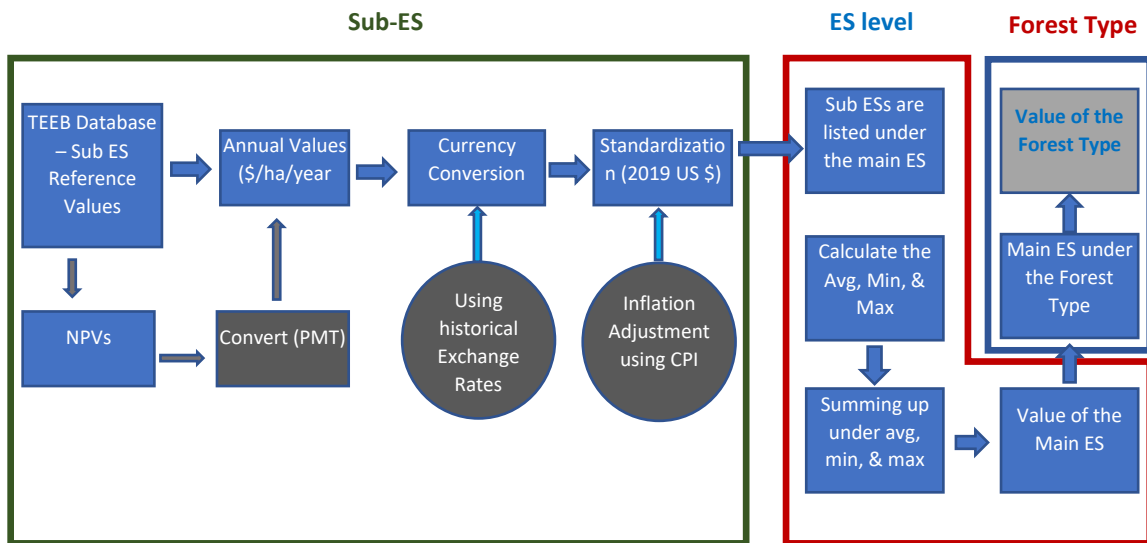 Sub-ES
ES level
Forest Type
TEEB Database
– Sub ES
Reference
Values
Annual Values
($/ha/year
Currency
Conversion
Standardizatio
n (2019 US $)
Sub ESs are
listed under
the main ES
Value of the
Forest Type
NPVs
Convert (PMT)
Using
historical
Exchange
Rates
Inflation
Adjustment
using CPI
Calculate the
Avg, Min, &
Max
Main ES under
the Forest
Type
Summing up
under avg,
min, & max
Value of the
Main ES